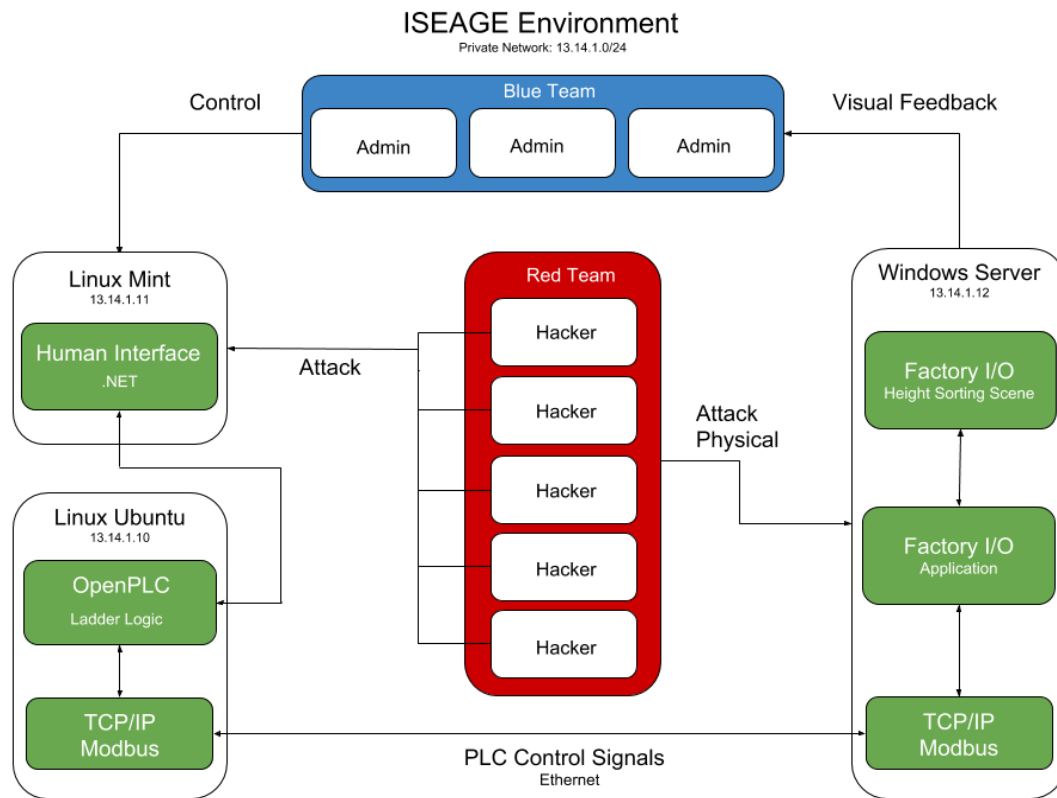 ISEAGE Environment
Private Network: 13.14.1.0/24
Control
Blue Team
Visual Feedback
Admin
Admin
Admin
Linux Mint
13.14.1.11
Human Interface
.NET
Attack
Red Team
Hacker
Hacker
Hacker
Hacker
Hacker
Attack
Physical
Windows Server
13.14.1.12
Factory I/O
Height Sorting Scene
Factory I/O
Application
TCP/IP
Modbus
Linux Ubuntu
13.14.1.10
OpenPLC
Ladder Logic
TCP/IP
Modbus
PLC Control Signals
Ethernet